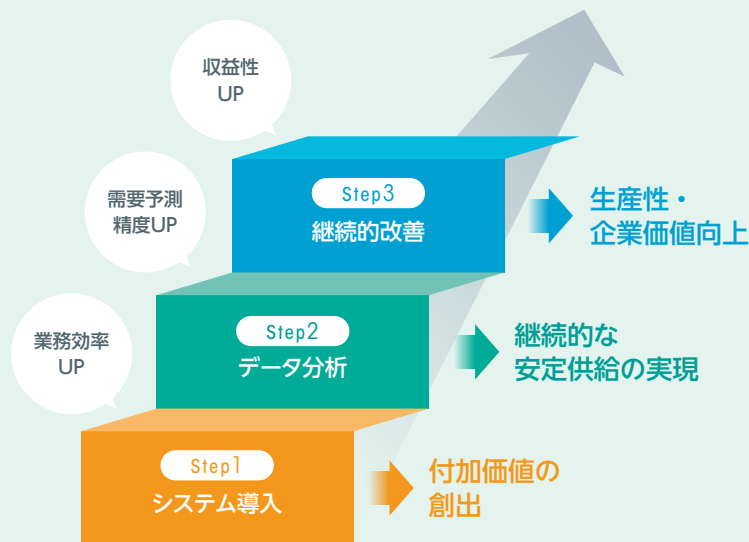 収益性
UP
Step3
継続的改善
生産性・
企業価値向上
需要予測
精度UP
Step2
データ分析
継続的な
安定供給の実現
業務効率
UP
Step1
システム導入
付加価値の
創出